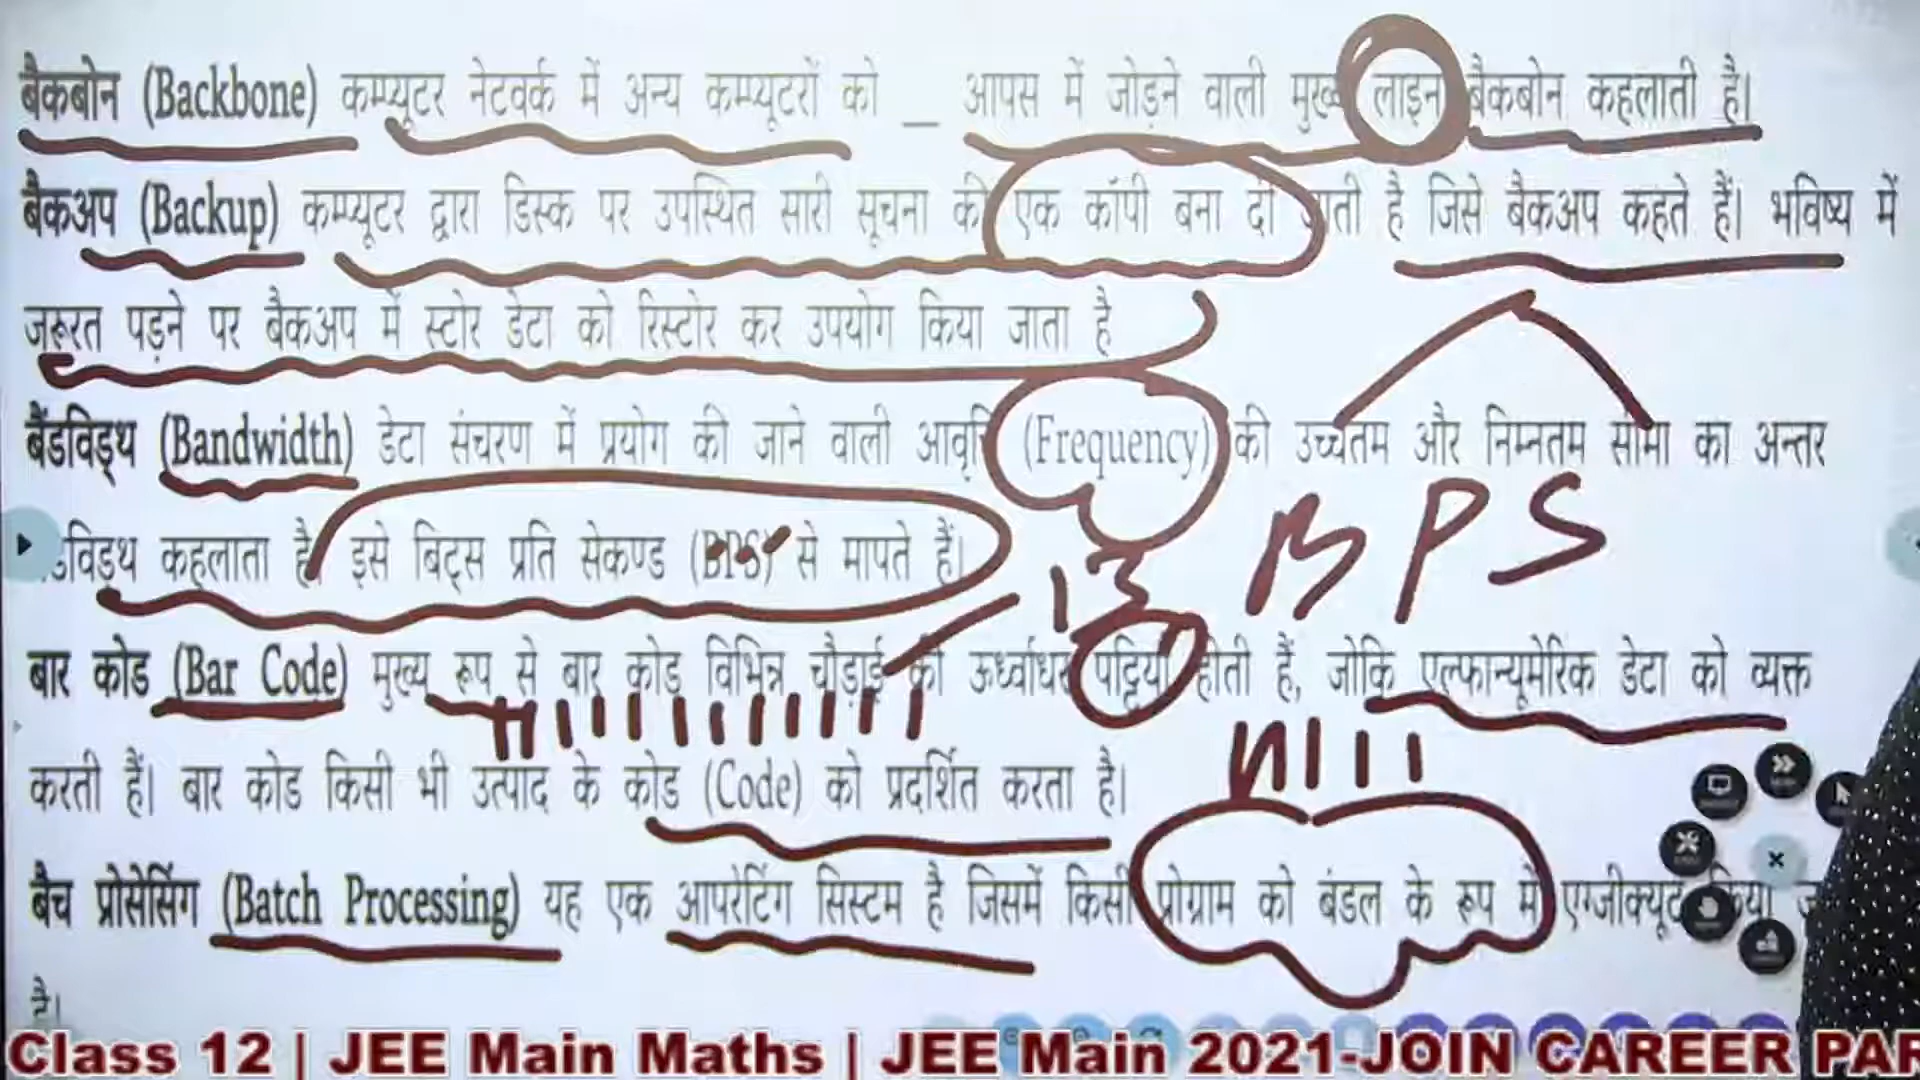 बैकबोन (Backbone) कम्प्यूटर नेटवर्क में अन्य कम्प्यूटरों को _ आपस में जोड़ने वाली मुख्य लाइन बैकबोन कहलाती है।
बैकअप (Backup) कम्प्यूटर द्वारा डिस्क पर उपस्थित सारी सूचना की एक कॉपी बना दी जाती है जिसे बैकअप कहते हैं। भविष्य में
जरूरत पड़ने पर बैकअप में स्टोर डेटा को रिस्टोर कर उपयोग किया जाता है
बैंडविड्थ (Bandwidth) डेटा संचरण में प्रयोग की जाने वाली आवृत्ति (Frequency) की उच्चतम और निम्नतम सीमा का अन्तर
डविड्थ कहलाता है। इसे बिट्स प्रति सेकण्ड (BPS) से मापते हैं।
BPS
13
बार कोड (Bar Code) मुख्य रूप से बार कोड विभिन्न चौड़ाई की ऊर्ध्वाधर पट्टियाँ होती हैं, जोकि एल्फान्यूमेरिक डेटा को व्यक्त
करती हैं। बार कोड किसी भी उत्पाद के कोड (Code) को प्रदर्शित करता है।
बैच प्रोसेसिंग (Batch Processing) यह एक आपरेटिंग सिस्टम है जिसमें किसी प्रोग्राम को बंडल के रूप में एग्जीक्यूट किया
है।
Class 12 | JEE Main Maths | JEE Main 2021-JOIN CAREER PAR